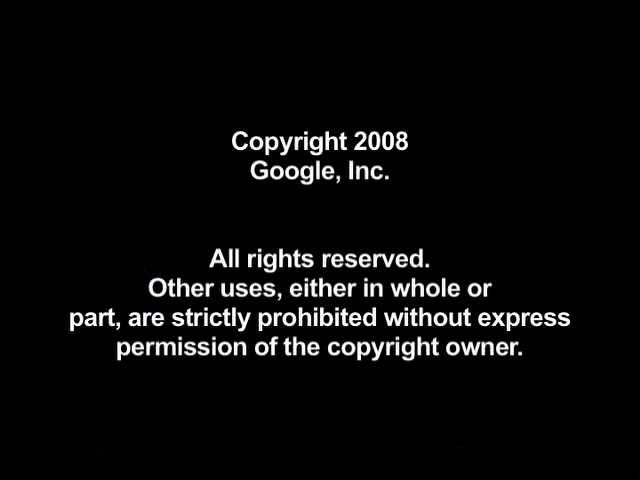 Copyright 2008
Google, Inc.
All rights reserved.
Other uses, either in whole or
part, are strictly prohibited without express
permission of the copyright owner.